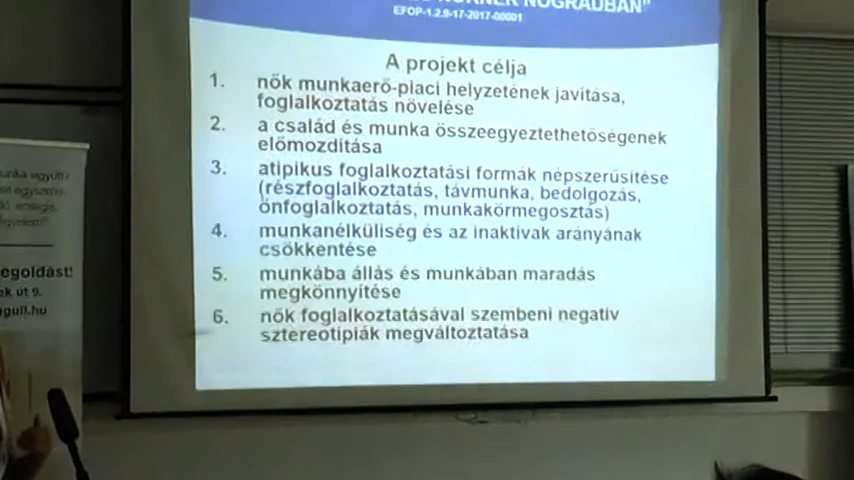 NÓGRÁDBAN"
EFOP-1.2.9-17-2017-00001
A projekt célja
1. nők munkaerő-piaci helyzetének javítása,
foglalkoztatás növelése
2. a család és munka összeegyeztethetőségének
előmozdítása
3. atipikus foglalkoztatási formák népszerűsítése
(részfoglalkoztatás, távmunka, bedolgozás,
önfoglalkoztatás, munkakörmegosztás)
4. munkanélküliség és az inaktívak arányának
csökkentése
5. munkába állás és munkában maradás
megkönnyítése
6. nők foglalkoztatásával szembeni negatív
sztereotípiák megváltoztatása
egoldást!
ek út 9.